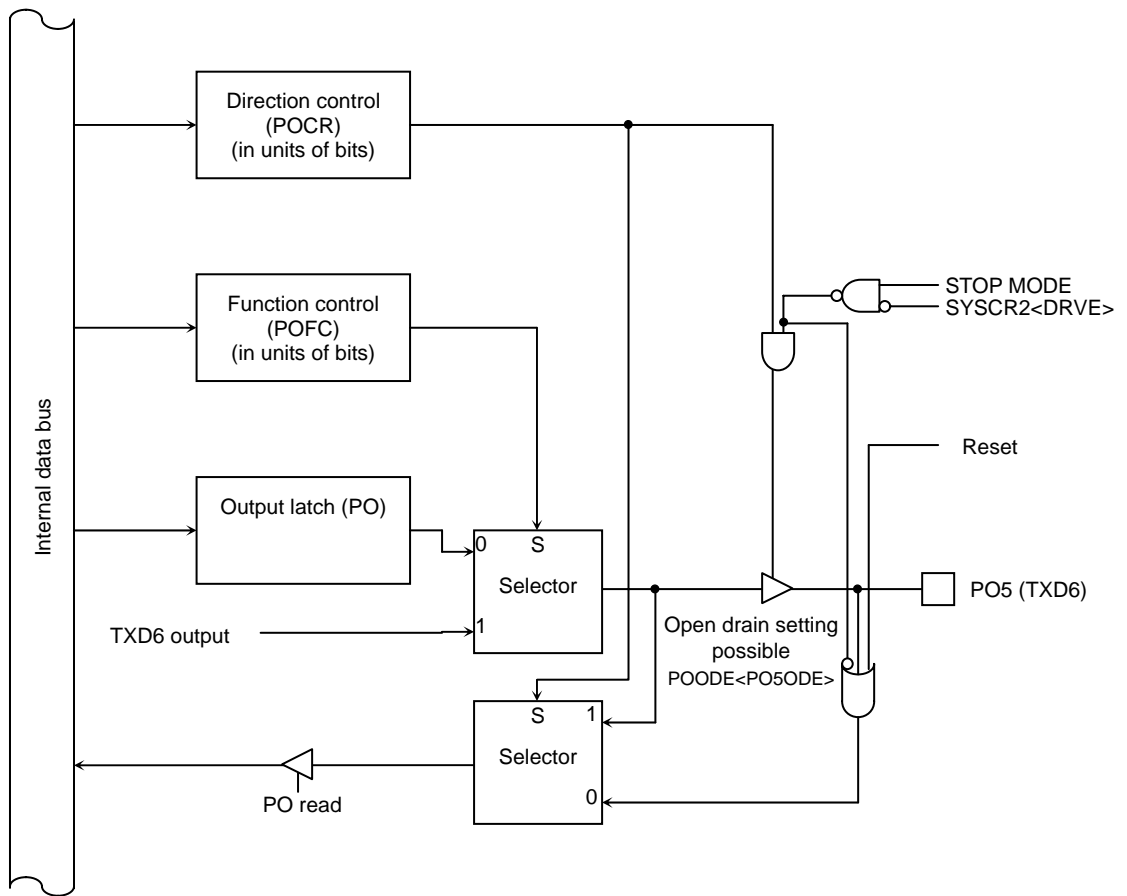 Direction control
(POCR)
(in units of bits)
STOP MODE
SYSCR2<DRVE>
Function control
(POFC)
(in units of bits)
Internal data bus
Reset
Output latch (PO)
0
S
Selector
1
TXD6 output
PO5 (TXD6)
Open drain setting
possible
POODE<PO5ODE>
S
1
Selector
0
PO read